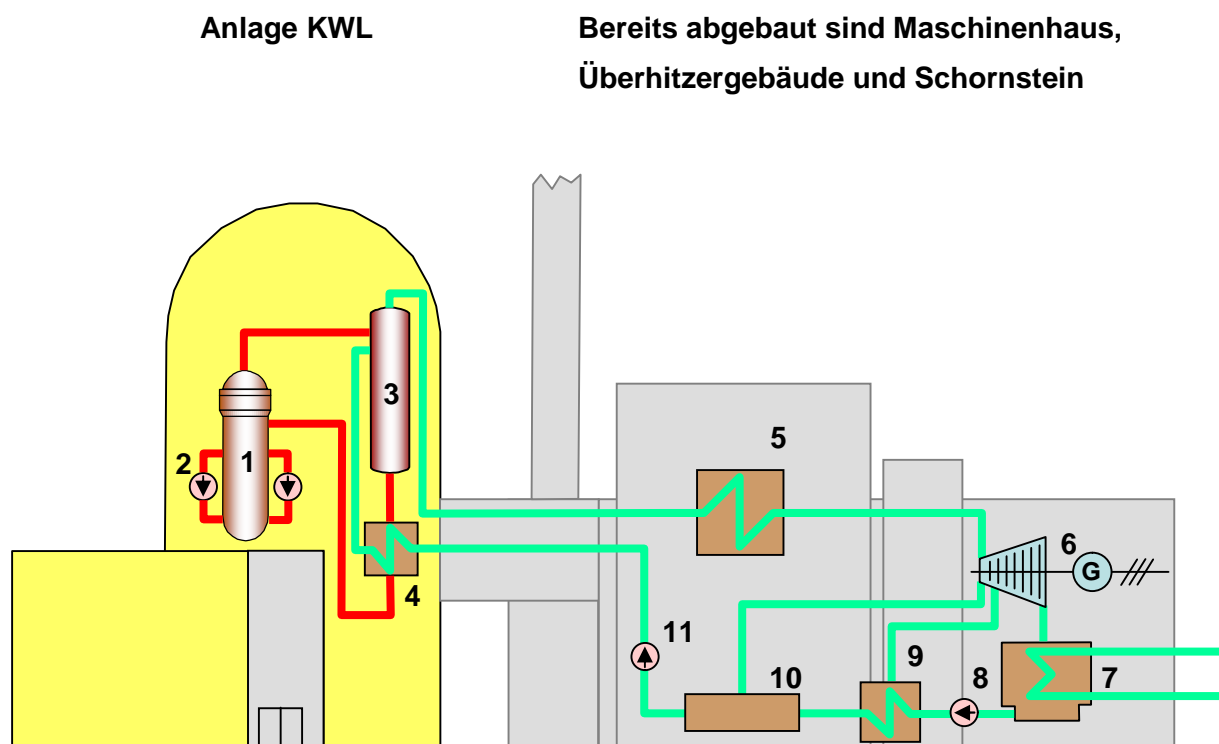 Anlage KWL
Bereits abgebaut sind Maschinenhaus,
Überhitzergebäude und Schornstein
3
5
2
1
6
G
4
11
9
8
7
10